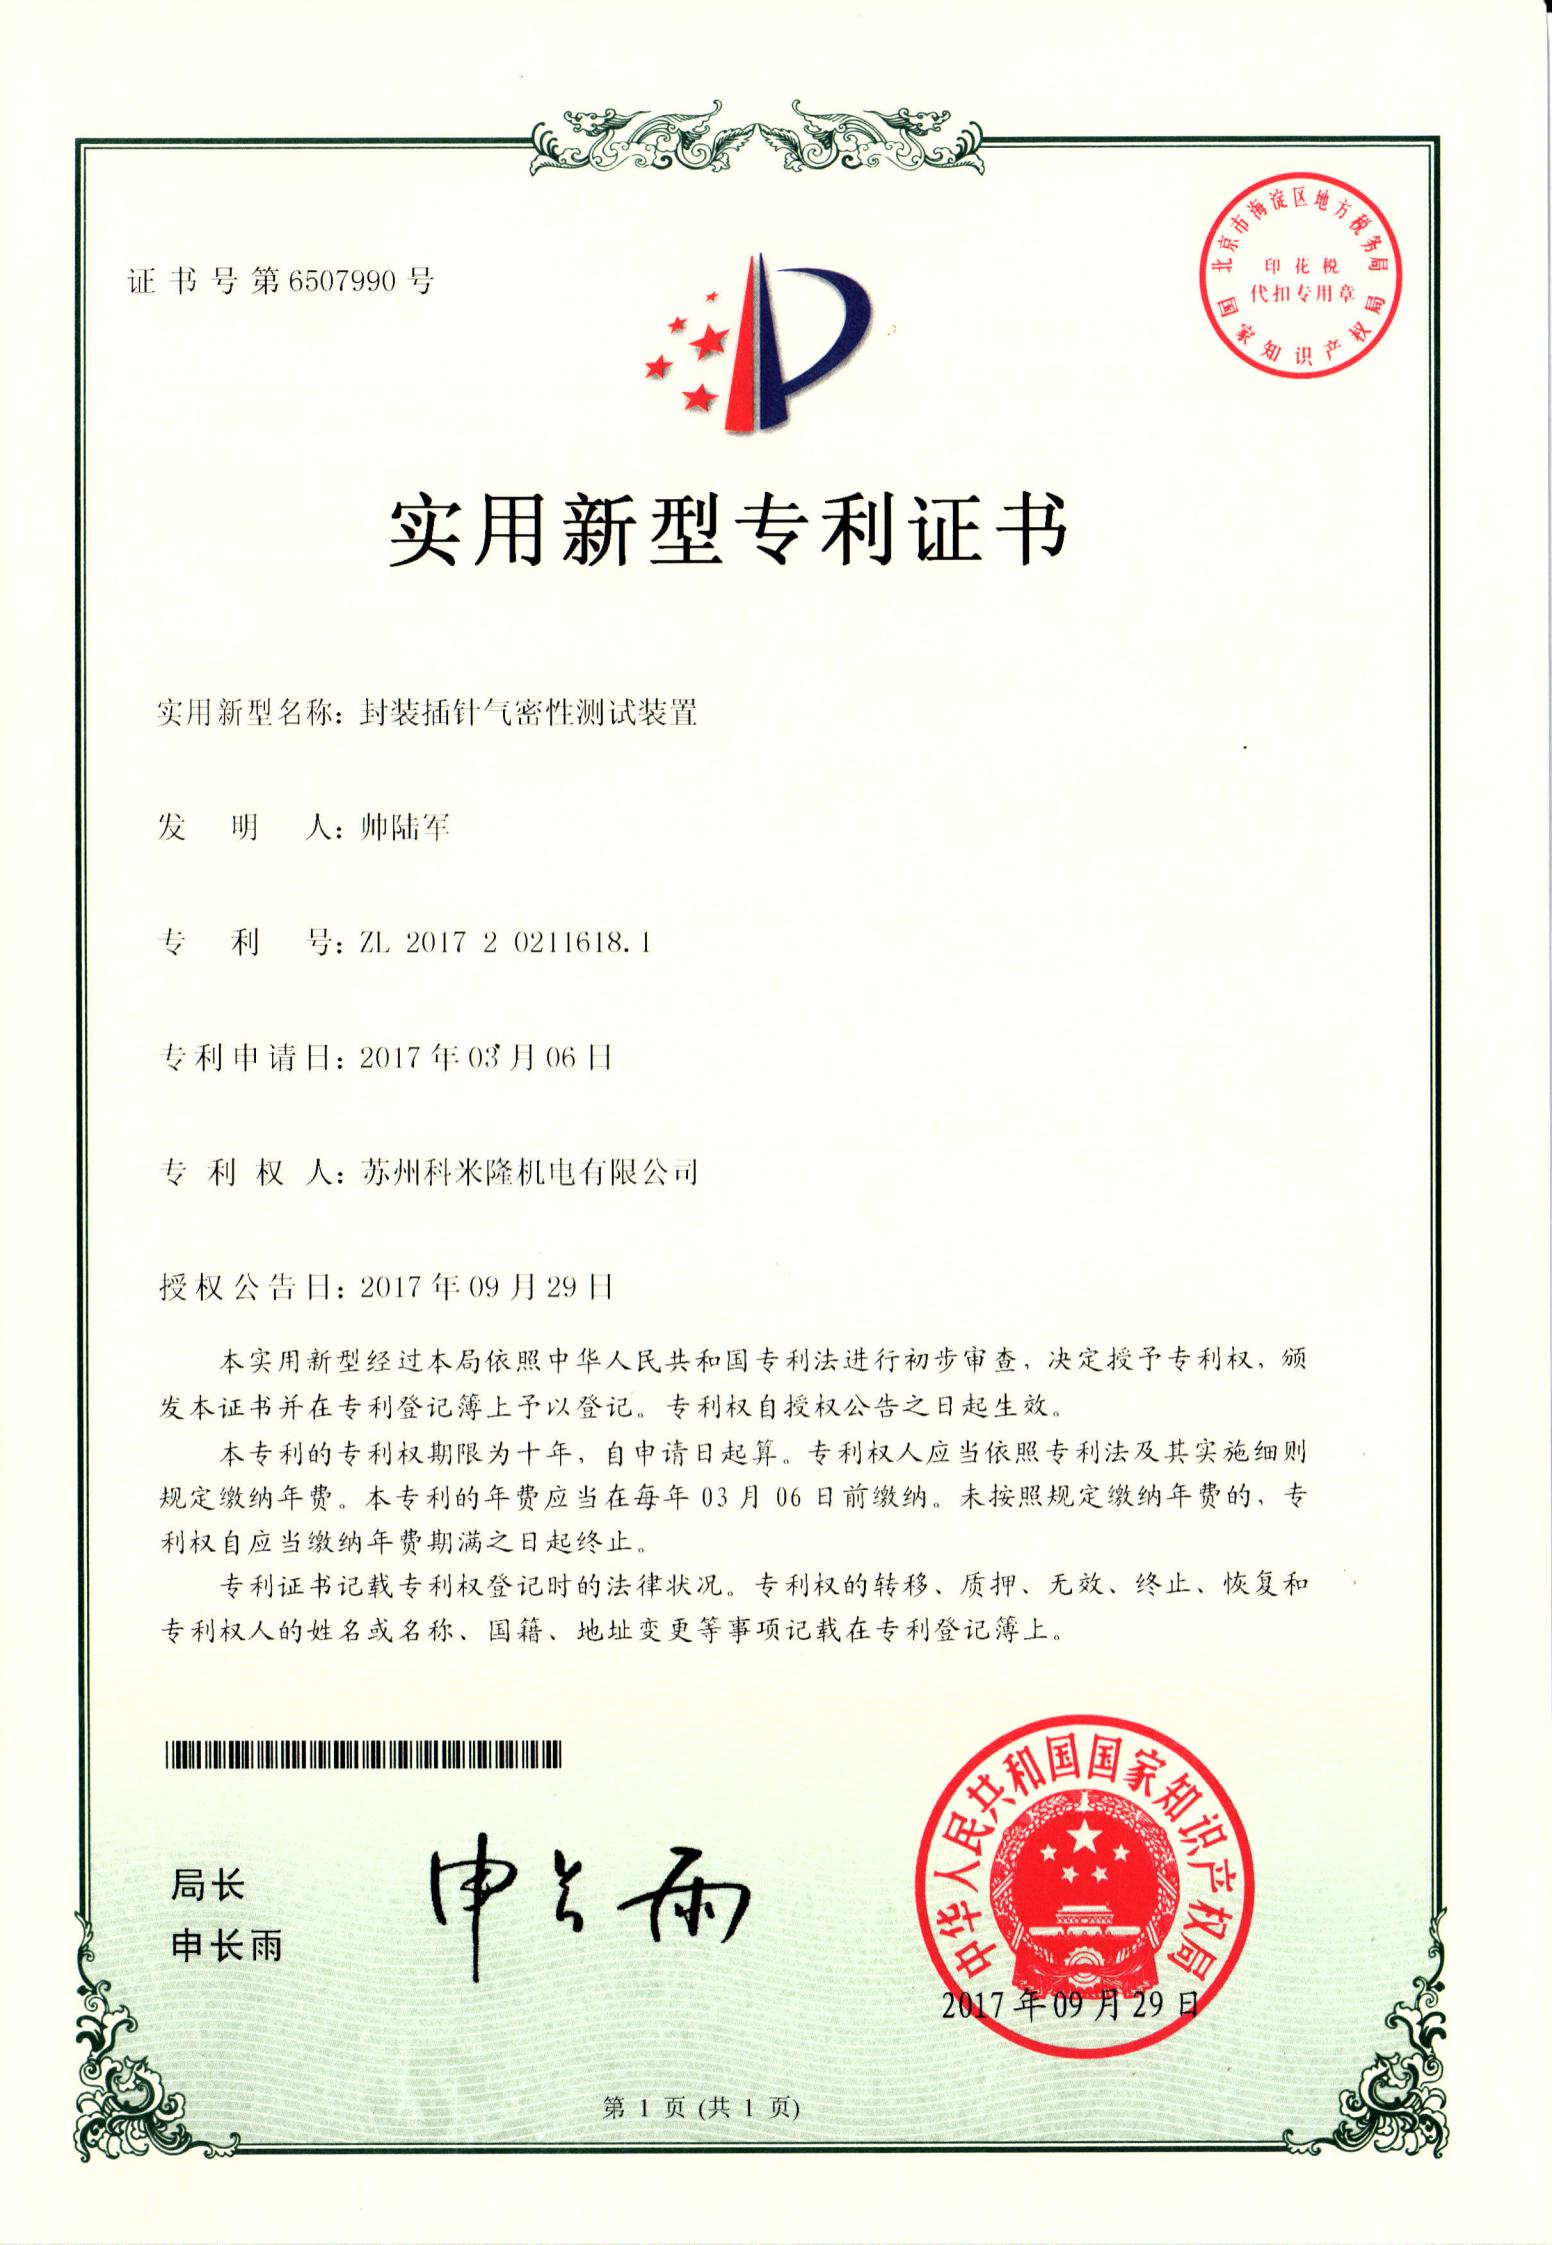 证书号第6507990号
北京市海淀区地方税务局
印花税
代扣专用章
国家知识产权局
实用新型专利证书
实用新型名称：封装插针气密性测试装置
发明人：帅陆军
专利号：ZL 2017 2 0211618.1
专利申请日：2017年03月06日
专利权人：苏州科米隆机电有限公司
授权公告日：2017年09月29日
本实用新型经过本局依照中华人民共和国专利法进行初步审查，决定授予专利权，颁
发本证书并在专利登记簿上予以登记。专利权自授权公告之日起生效。
本专利的专利权期限为十年，自申请日起算。专利权人应当依照专利法及其实施细则
规定缴纳年费。本专利的年费应当在每年03月06日前缴纳。未按照规定缴纳年费的，专
利权自应当缴纳年费期满之日起终止。
专利证书记载专利权登记时的法律状况。专利权的转移、质押、无效、终止、恢复和
专利权人的姓名或名称、国籍、地址变更等事项记载在专利登记簿上。
局长
申长雨
申长雨
中华人民共和国国家知识产权局
2017年09月29日
第1页(共1页)